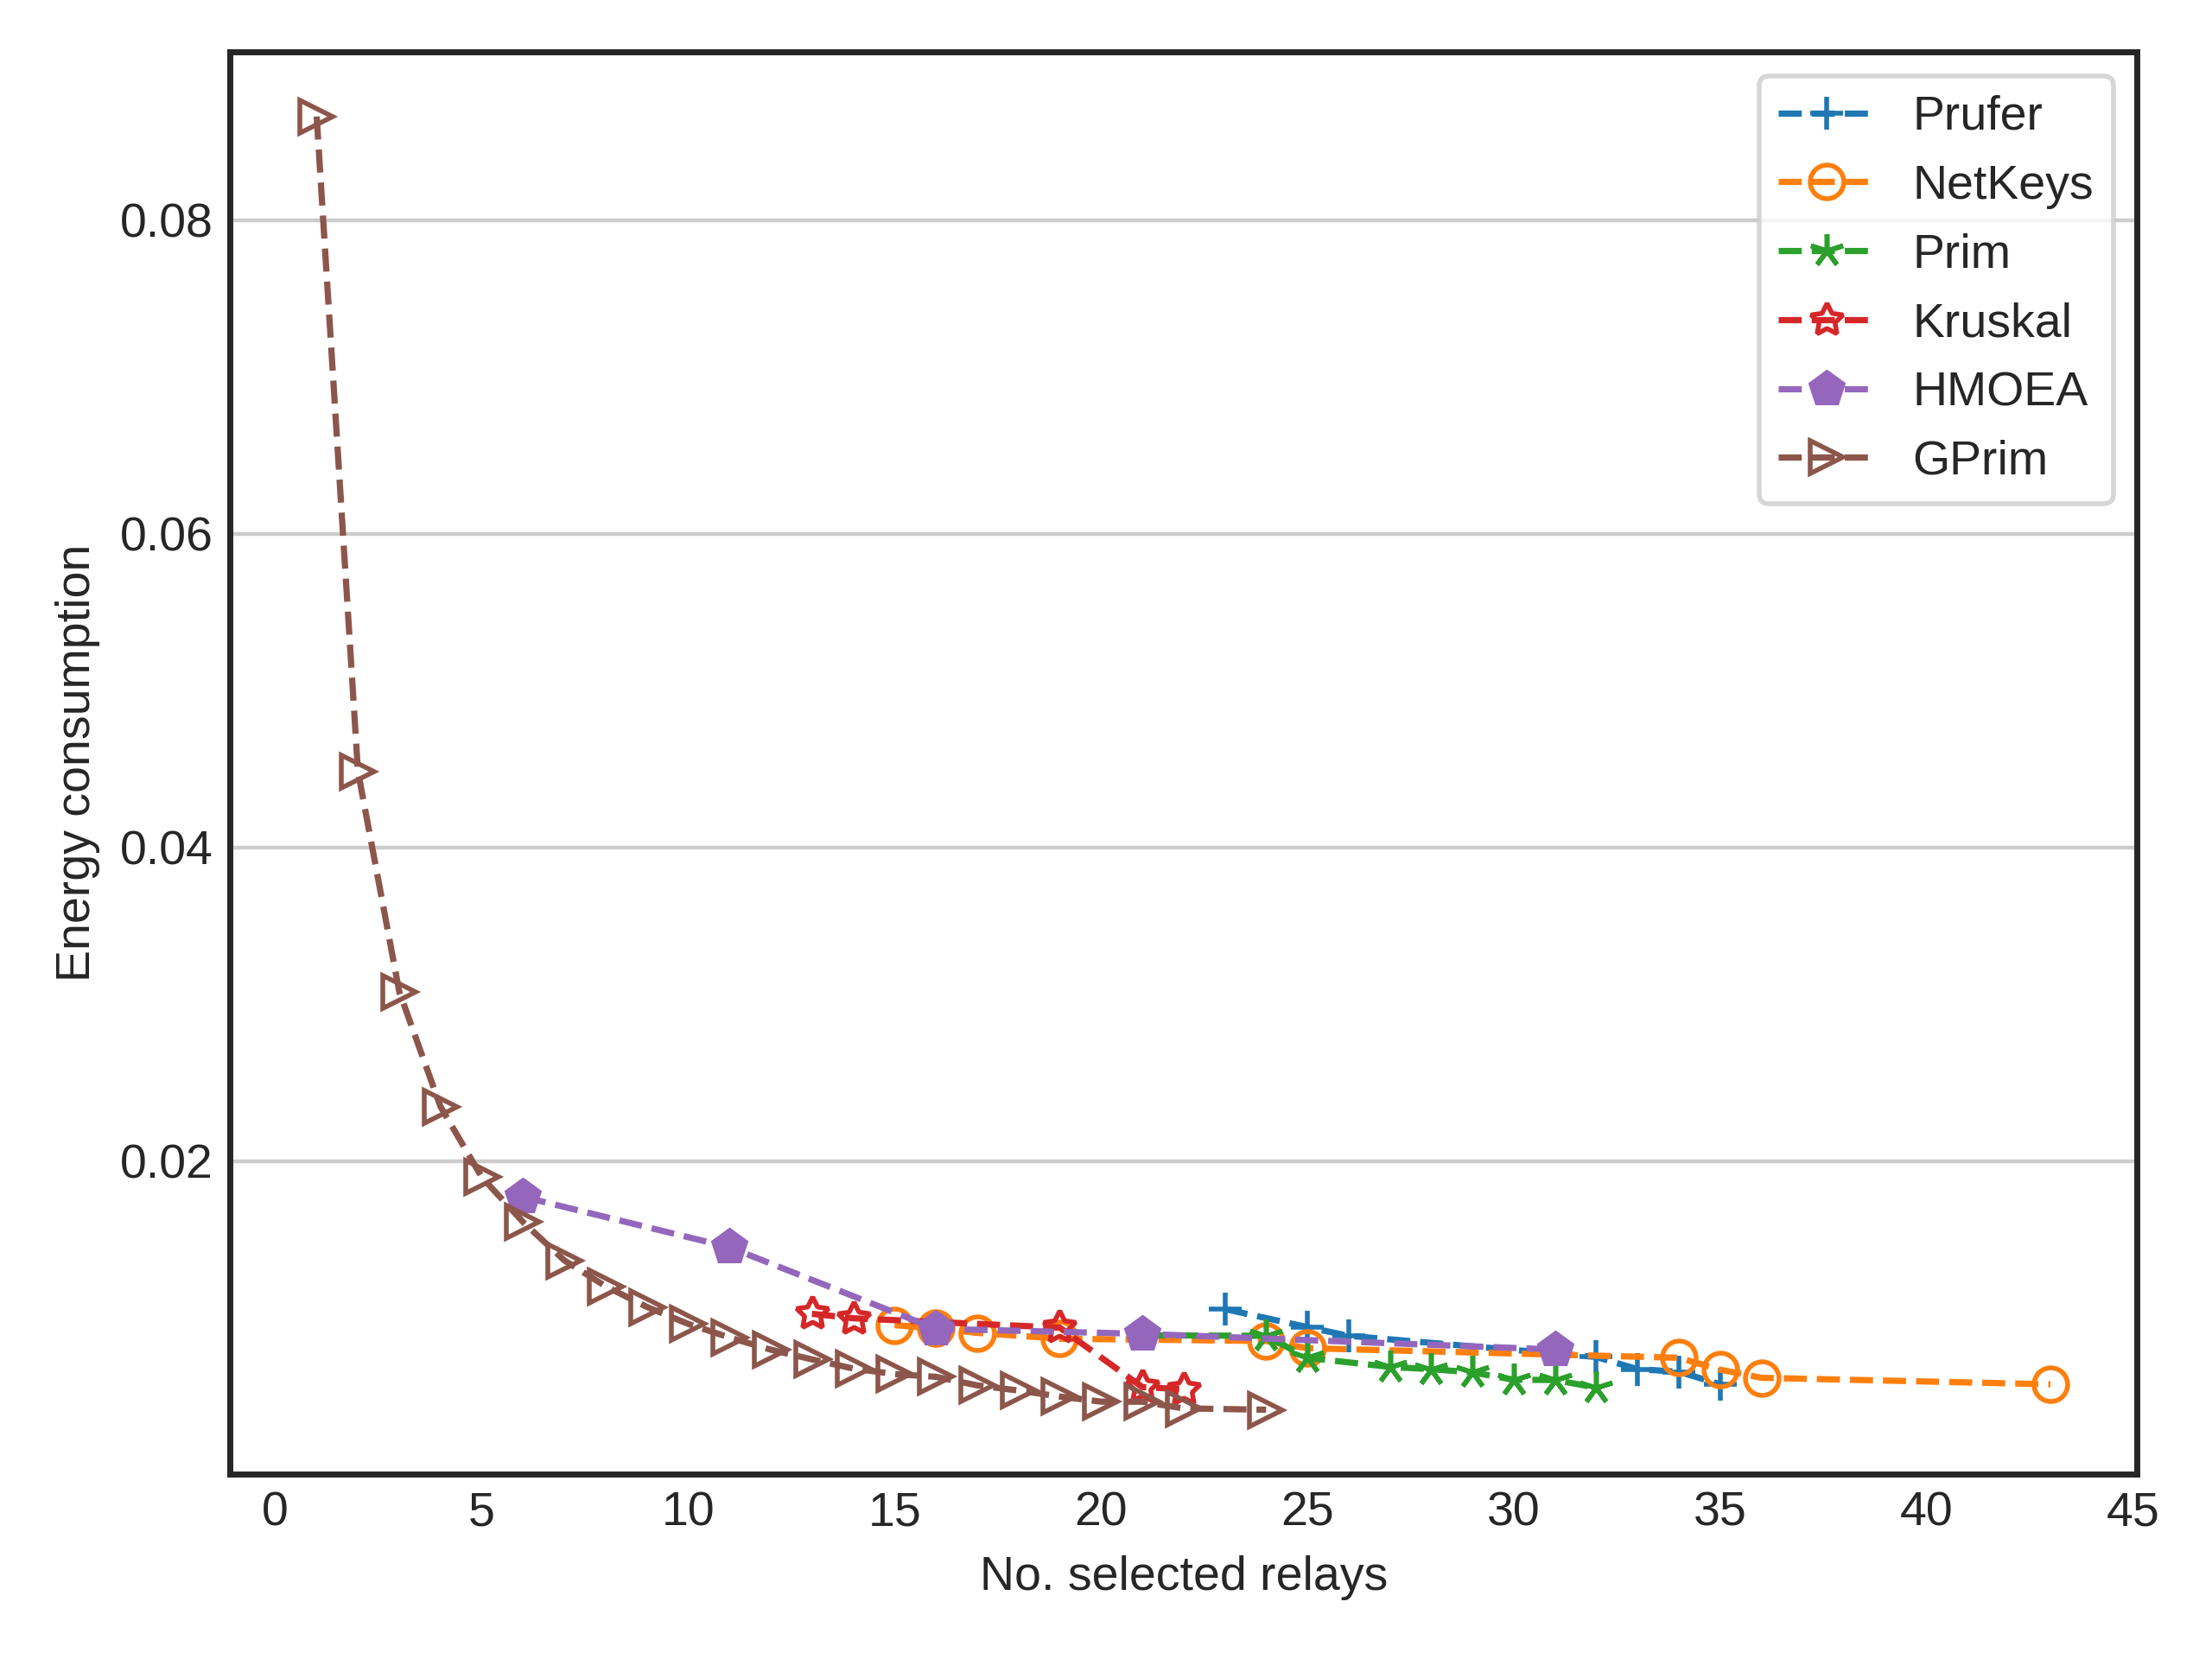 Prufer
NetKeys
Prim
Kruskal
HMOEA
GPrim
0.08
0.06
0.04
0.02
Energy consumption
0 5 10 15 20 25 30 35 40 45
No. selected relays